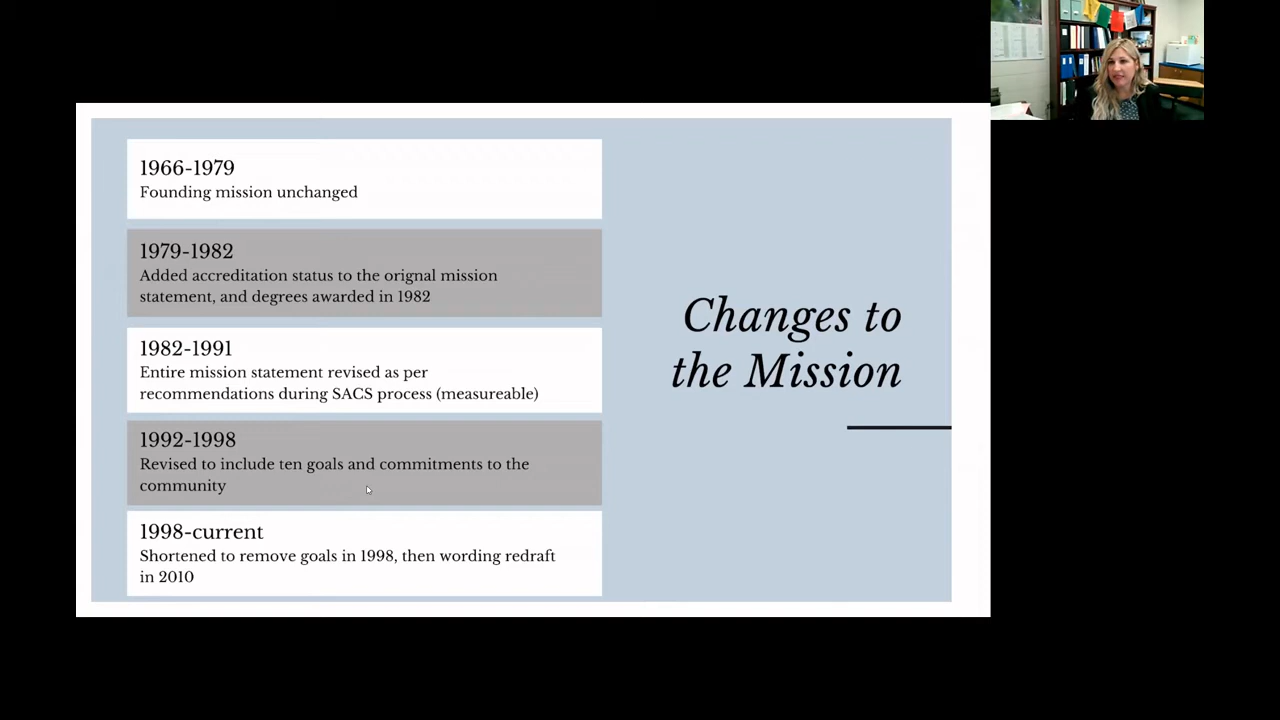 1966-1979
Founding mission unchanged
1979-1982
Added accreditation status to the orignal mission
statement, and degrees awarded in 1982
1982-1991
Entire mission statement revised as per
recommendations during SACS process (measureable)
1992-1998
Revised to include ten goals and commitments to the
community
1998-current
Shortened to remove goals in 1998, then wording redraft
in 2010
Changes to
the Mission